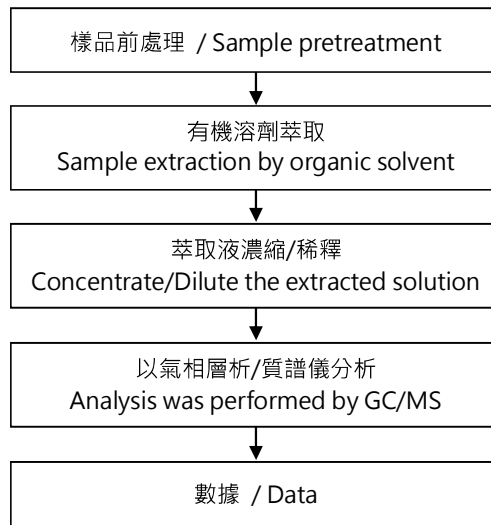 樣品前處理 / Sample pretreatment
有機溶劑萃取
Sample extraction by organic solvent
萃取液濃縮/稀釋
Concentrate/Dilute the extracted solution
以氣相層析/質譜儀分析
Analysis was performed by GC/MS
數據 / Data